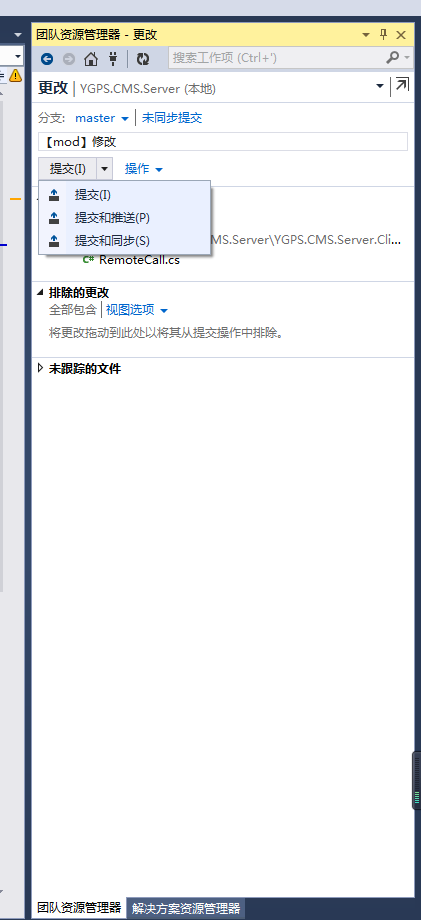 团队资源管理器 - 更改
搜索工作项 (Ctrl+')
更改 | YGPS.CMS.Server (本地)
分支: master | 未同步提交
【mod】修改
提交(I) 操作
提交(I)
提交和推送(P)
提交和同步(S)
MS.Server\YGPS.CMS.Server.Cli...
C# RemoteCall.cs
排除的更改
全部包含 | 视图选项
将更改拖动到此处以将其从提交操作中排除。
未跟踪的文件
团队资源管理器 解决方案资源管理器